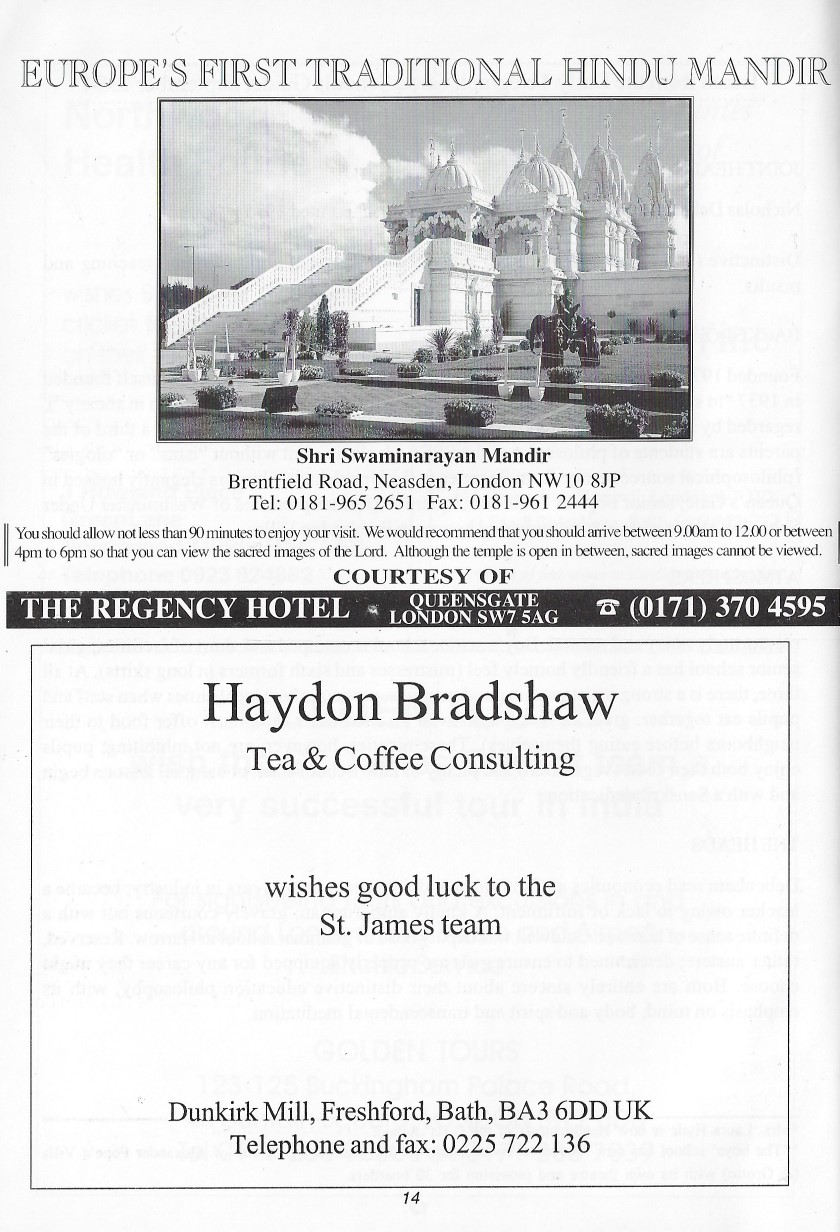 EUROPE'S FIRST TRADITIONAL HINDU MANDIR
Shri Swaminarayan Mandir
Brentfield Road, Neasden, London NW10 8JP
Tel: 0181-965 2651 Fax: 0181-961 2444
You should allow not less than 90 minutes to enjoy your visit. We would recommend that you should arrive between 9.00am to 12.00 or between
4pm to 6pm so that you can view the sacred images of the Lord. Although the temple is open in between, sacred images cannot be viewed.
COURTESY OF
THE REGENCY HOTEL QUEENSGATE LONDON SW7 5AG ☎ (0171) 370 4595
Haydon Bradshaw
Tea & Coffee Consulting
wishes good luck to the
St. James team
Dunkirk Mill, Freshford, Bath, BA3 6DD UK
Telephone and fax: 0225 722 136
14